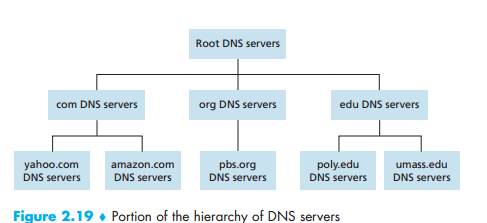 Root DNS servers
com DNS servers
org DNS servers
edu DNS servers
yahoo.com
DNS servers
amazon.com
DNS servers
pbs.org
DNS servers
poly.edu
DNS servers
umass.edu
DNS servers
Figure 2.19 ♦ Portion of the hierarchy of DNS servers